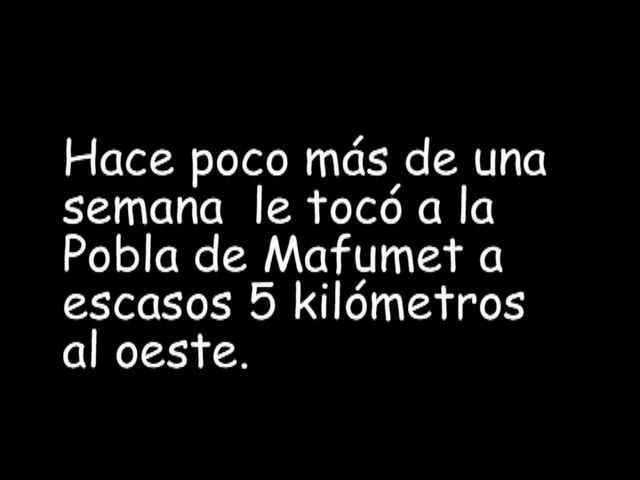 Hace poco más de una
semana  le tocó a la
Pobla de Mafumet a
escasos 5 kilómetros
al oeste.